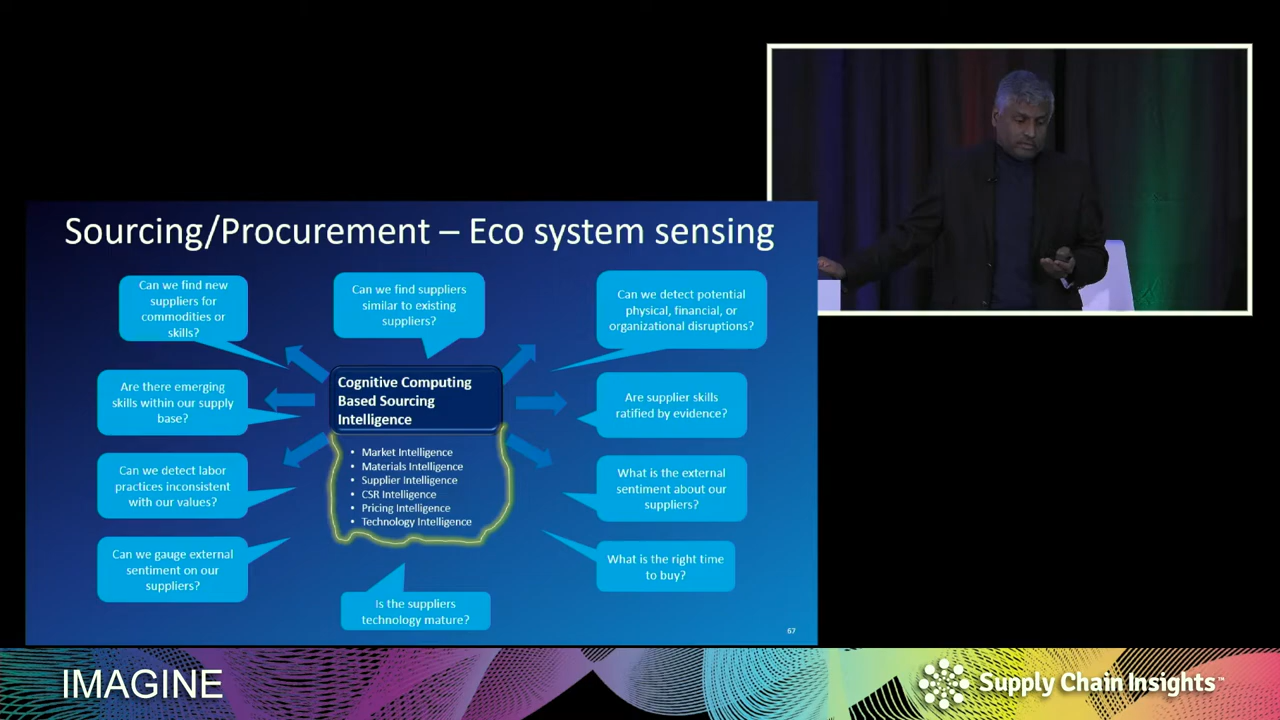 Sourcing/Procurement – Eco system sensing
Can we find new
suppliers for
commodities or
skills?
Can we find suppliers
similar to existing
suppliers?
Can we detect potential
physical, financial, or
organizational disruptions?
Are there emerging
skills within our supply
base?
Cognitive Computing
Based Sourcing
Intelligence
Are supplier skills
ratified by evidence?
Can we detect labor
practices inconsistent
with our values?
• Market Intelligence
• Materials Intelligence
• Supplier Intelligence
• CSR Intelligence
• Pricing Intelligence
• Technology Intelligence
What is the external
sentiment about our
suppliers?
Can we gauge external
sentiment on our
suppliers?
What is the right time
to buy?
Is the suppliers
technology mature?
67
IMAGINE
Supply Chain Insights™